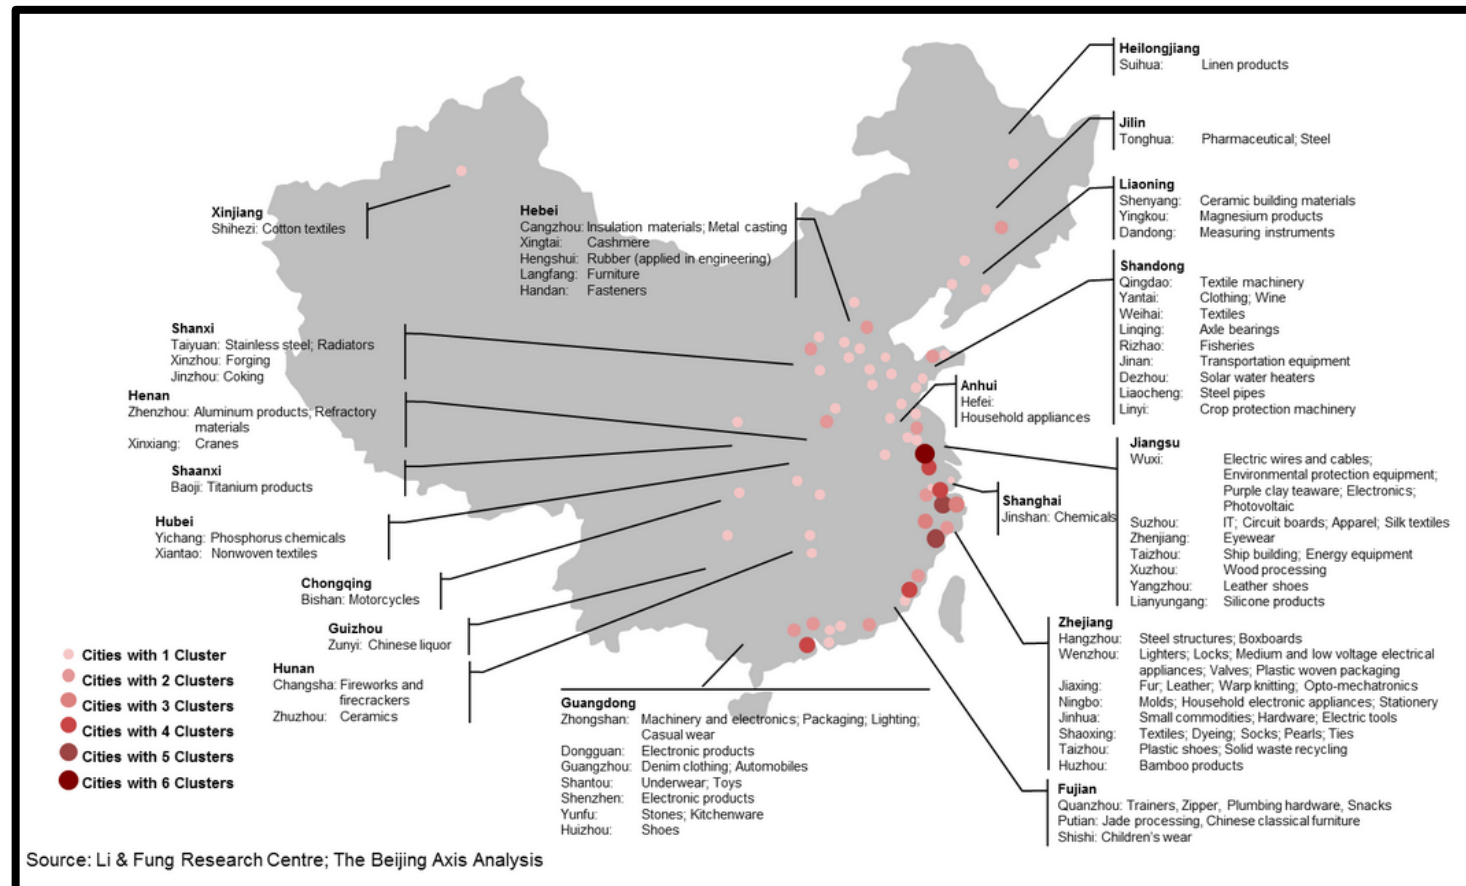 Heilongjiang
Suihua: Linen products
Jilin
Tonghua: Pharmaceutical; Steel
Liaoning
Shenyang: Ceramic building materials
Yingkou: Magnesium products
Dandong: Measuring instruments
Xinjiang
Shihezi: Cotton textiles
Hebei
Cangzhou: Insulation materials; Metal casting
Xingtai: Cashmere
Hengshui: Rubber (applied in engineering)
Langfang: Furniture
Handan: Fasteners
Shandong
Qingdao: Textile machinery
Yantai: Clothing; Wine
Weihai: Textiles
Linqing: Axle bearings
Rizhao: Fisheries
Jinan: Transportation equipment
Dezhou: Solar water heaters
Liaocheng: Steel pipes
Linyi: Crop protection machinery
Shanxi
Taiyuan: Stainless steel; Radiators
Xinzhou: Forging
Jinzhou: Coking
Henan
Zhenzhou: Aluminum products; Refractory
materials
Xinxiang: Cranes
Anhui
Hefei:
Household appliances
Shaanxi
Baoji: Titanium products
Hubei
Yichang: Phosphorus chemicals
Xiantao: Nonwoven textiles
Jiangsu
Wuxi: Electric wires and cables;
Environmental protection equipment;
Purple clay teaware; Electronics;
Photovoltaic
Suzhou: IT; Circuit boards; Apparel; Silk textiles
Zhenjiang: Eyewear
Taizhou: Ship building; Energy equipment
Xuzhou: Wood processing
Yangzhou: Leather shoes
Lianyungang: Silicone products
Shanghai
Jinshan: Chemicals
Chongqing
Bishan: Motorcycles
Guizhou
Zunyi: Chinese liquor
Hunan
Changsha: Fireworks and
firecrackers
Zhuzhou: Ceramics
Zhejiang
Hangzhou: Steel structures; Boxboards
Wenzhou: Lighters; Locks; Medium and low voltage electrical
appliances; Valves; Plastic woven packaging
Jiaxing: Fur; Leather; Warp knitting; Opto-mechatronics
Ningbo: Molds; Household electronic appliances; Stationery
Jinhua: Small commodities; Hardware; Electric tools
Shaoxing: Textiles; Dyeing; Socks; Pearls; Ties
Taizhou: Plastic shoes; Solid waste recycling
Huzhou: Bamboo products
Cities with 1 Cluster
Cities with 2 Clusters
Cities with 3 Clusters
Cities with 4 Clusters
Cities with 5 Clusters
Cities with 6 Clusters
Guangdong
Zhongshan: Machinery and electronics; Packaging; Lighting;
Casual wear
Dongguan: Electronic products
Guangzhou: Denim clothing; Automobiles
Shantou: Underwear; Toys
Shenzhen: Electronic products
Yunfu: Stones; Kitchenware
Huizhou: Shoes
Fujian
Quanzhou: Trainers, Zipper, Plumbing hardware, Snacks
Putian: Jade processing, Chinese classical furniture
Shishi: Children's wear
Source: Li & Fung Research Centre; The Beijing Axis Analysis